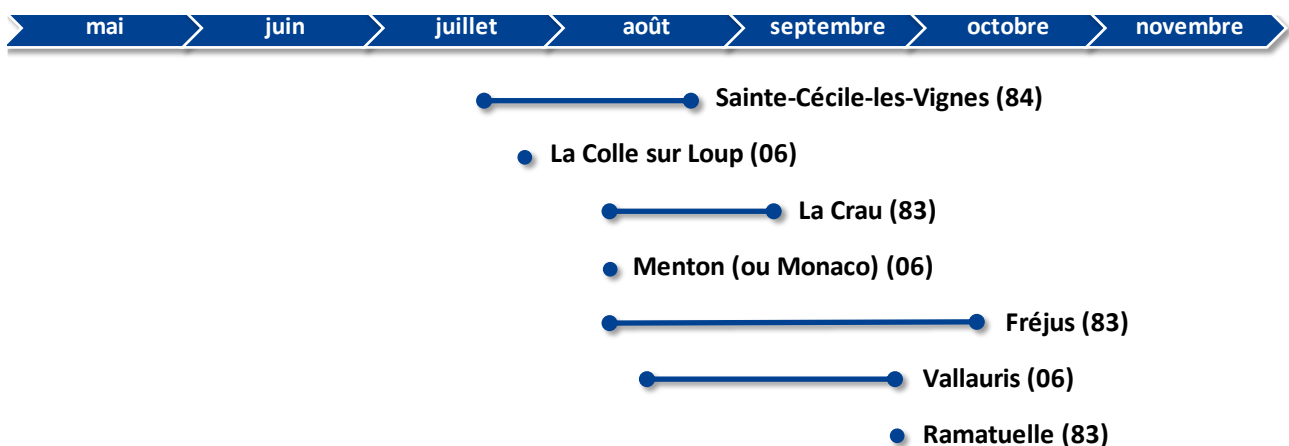 mai juin juillet août septembre octobre novembre
Sainte-Cécile-les-Vignes (84)
La Colle sur Loup (06)
La Crau (83)
Menton (ou Monaco) (06)
Fréjus (83)
Vallauris (06)
Ramatuelle (83)